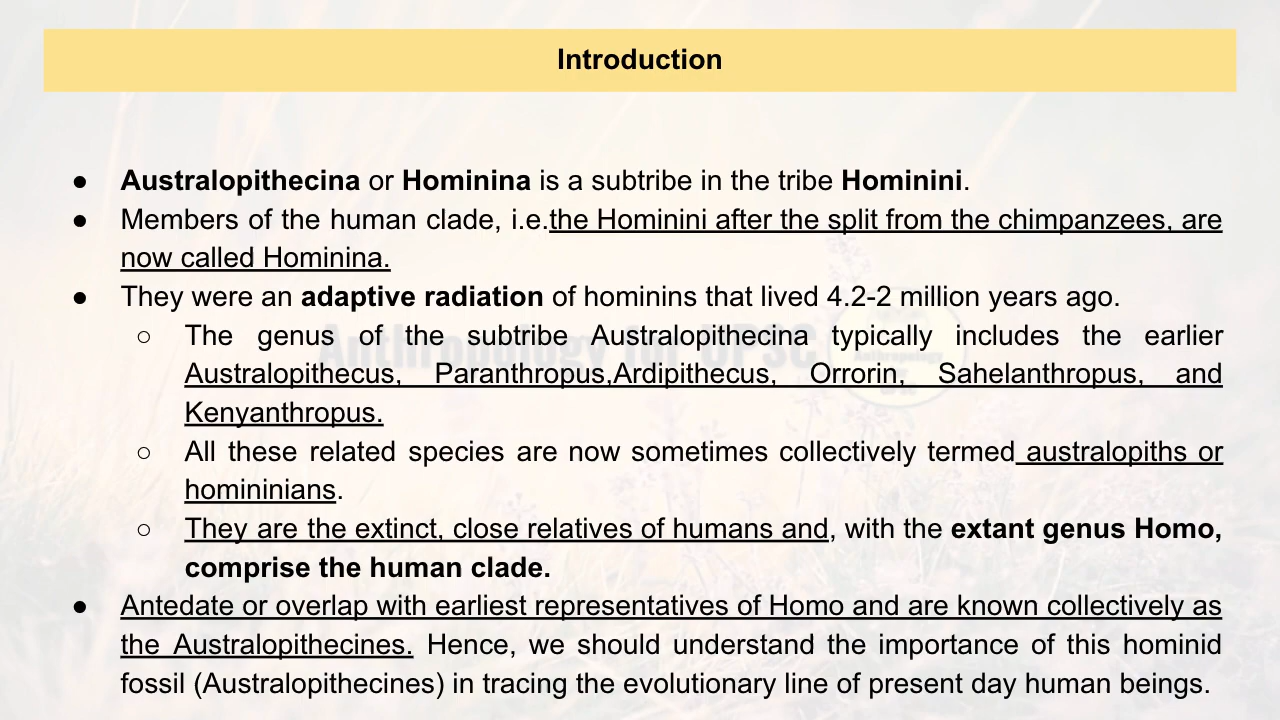 Introduction
● Australopithecina or Hominina is a subtribe in the tribe Hominini.
● Members of the human clade, i.e.the Hominini after the split from the chimpanzees, are
now called Hominina.
● They were an adaptive radiation of hominins that lived 4.2-2 million years ago.
○ The genus of the subtribe Australopithecina typically includes the earlier
Australopithecus, Paranthropus,Ardipithecus, Orrorin, Sahelanthropus, and
Kenyanthropus.
○ All these related species are now sometimes collectively termed australopiths or
homininians.
○ They are the extinct, close relatives of humans and, with the extant genus Homo,
comprise the human clade.
● Antedate or overlap with earliest representatives of Homo and are known collectively as
the Australopithecines. Hence, we should understand the importance of this hominid
fossil (Australopithecines) in tracing the evolutionary line of present day human beings.
Anthropology for UPSC
Anthropology